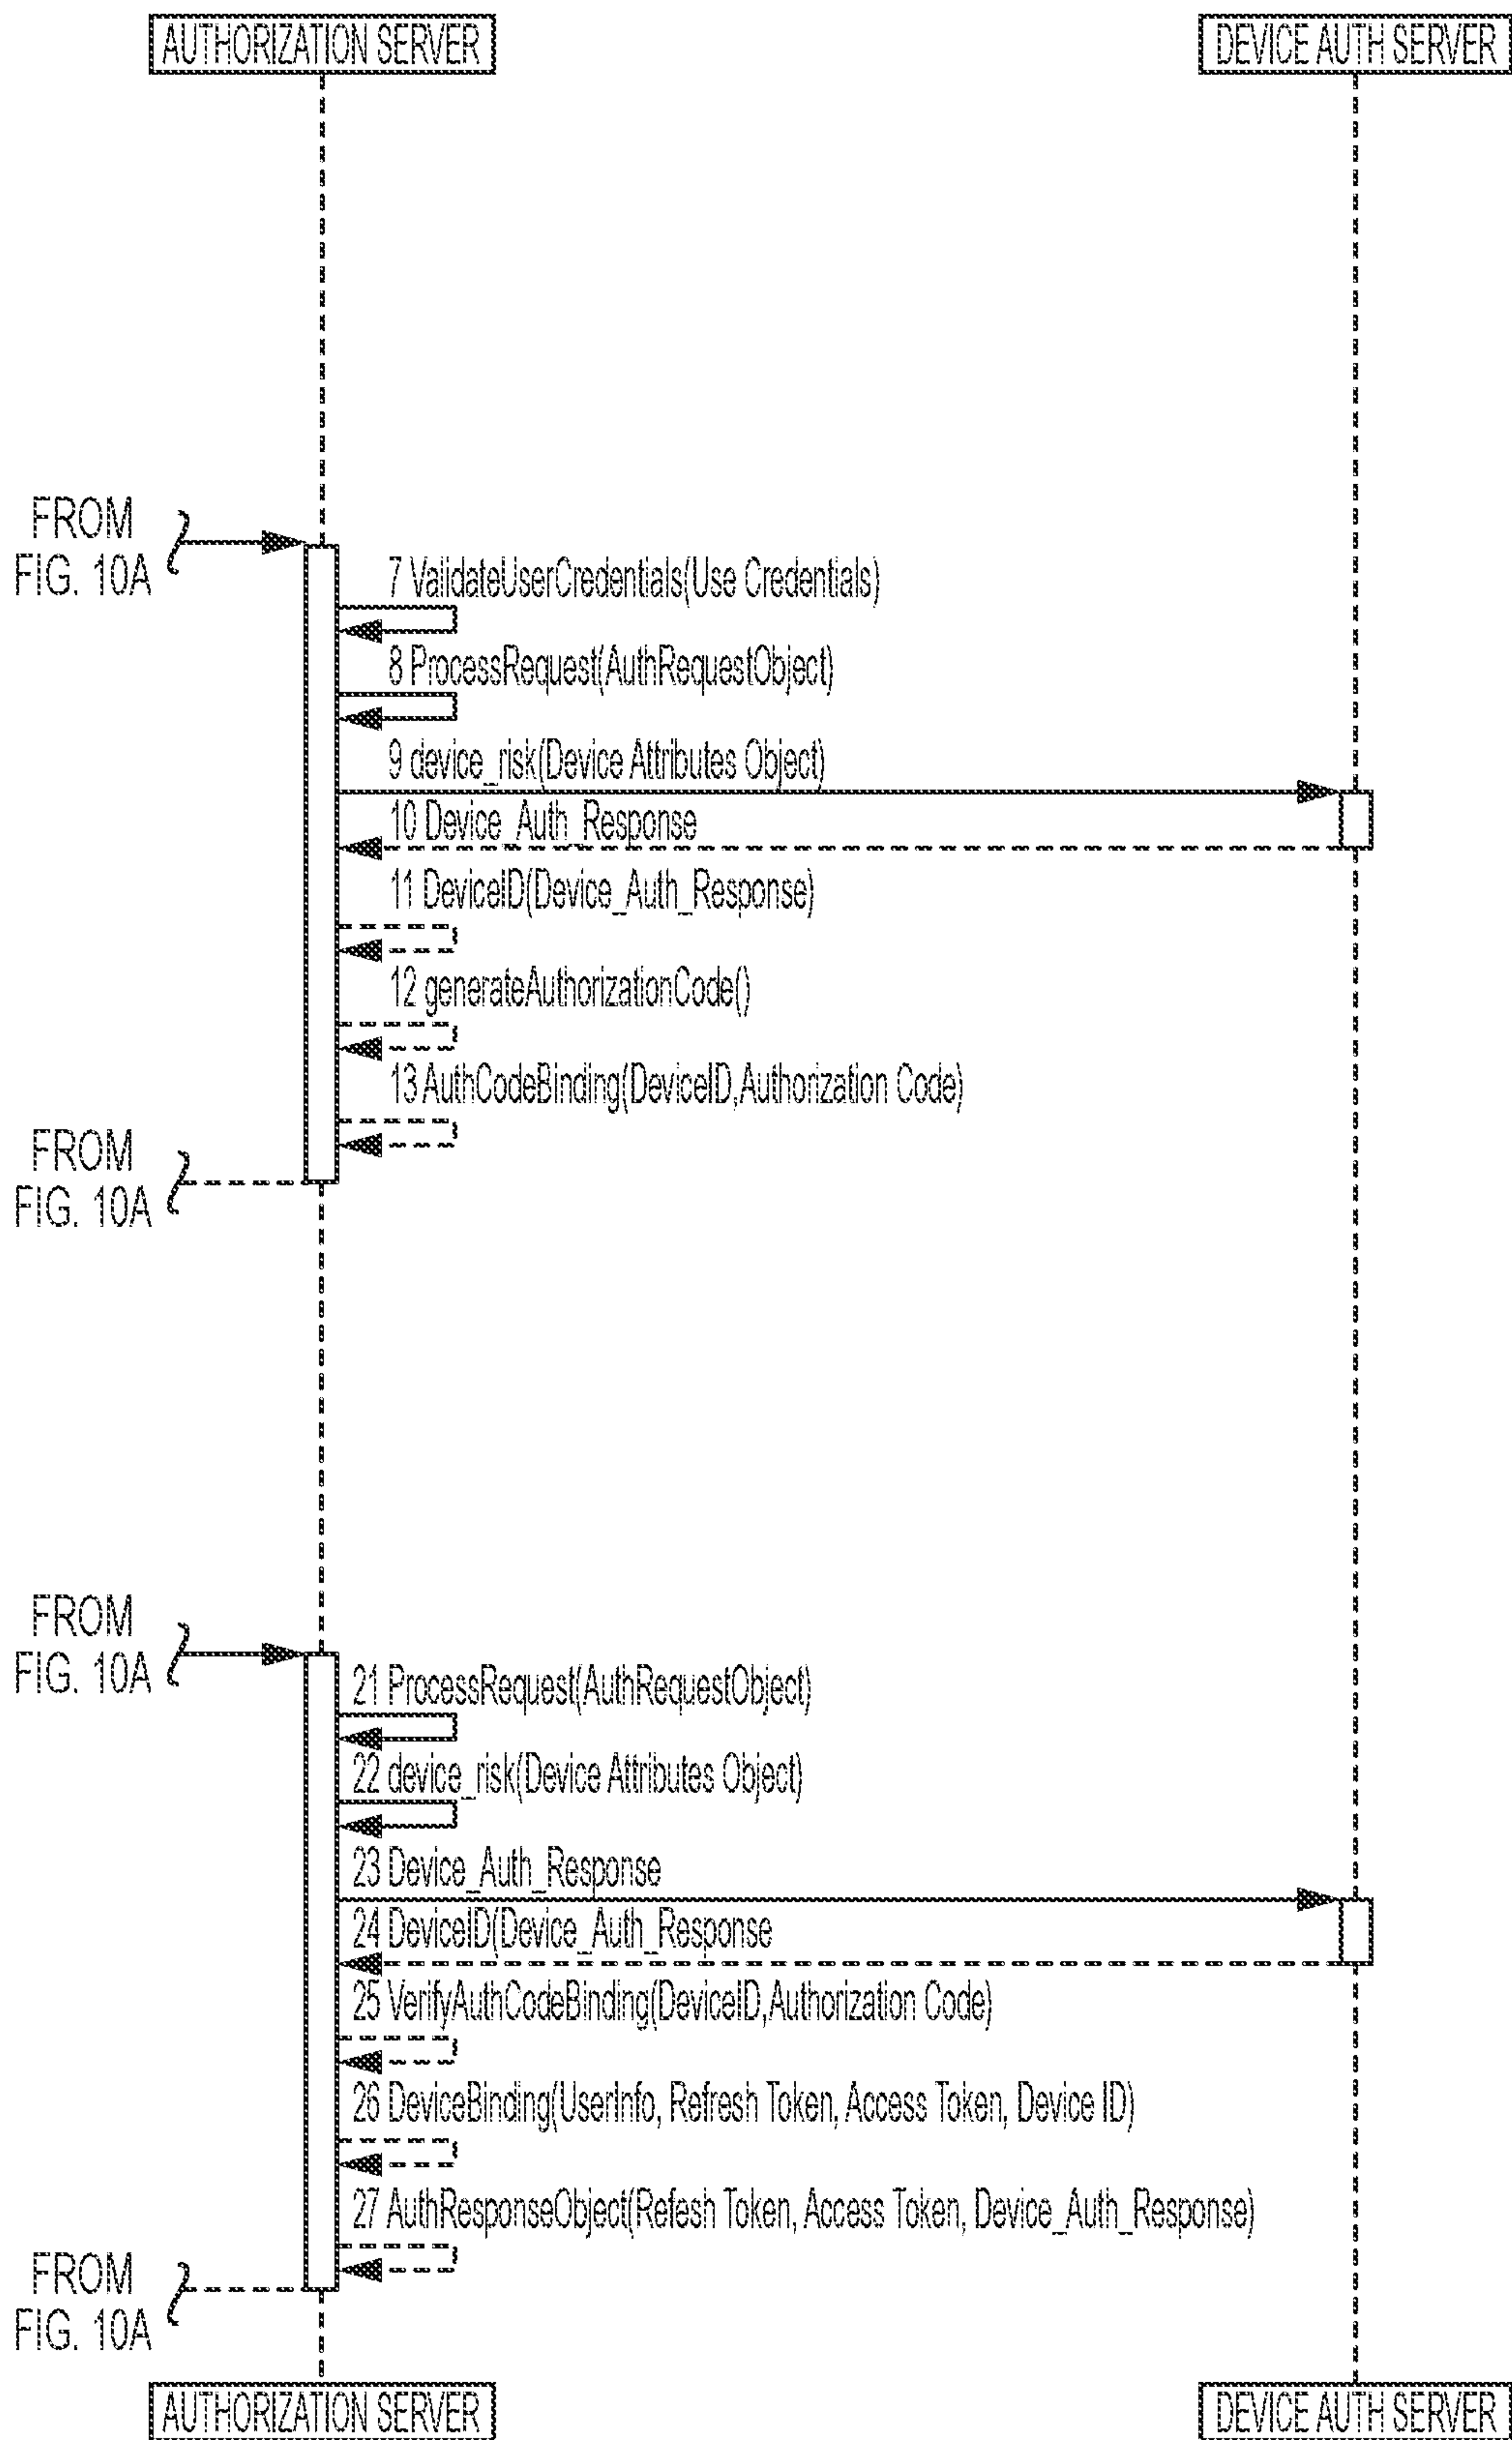 AUTHORIZATION SERVER
DEVICE AUTH SERVER
FROM
FIG. 10A
7 ValidateUserCredentials(Use Credentials)
8 ProcessRequest(AuthRequestObject)
9 device_risk(Device Attributes Object)
10 Device_Auth_Response
11 DeviceID(Device_Auth_Response)
12 generateAuthorizationCode()
13 AuthCodeBinding(DeviceID,Authorization Code)
FROM
FIG. 10A
FROM
FIG. 10A
21 ProcessRequest(AuthRequestObject)
22 device_risk(Device Attributes Object)
23 Device_Auth_Response
24 DeviceID(Device_Auth_Response
25 VerifyAuthCodeBinding(DeviceID,Authorization Code)
26 DeviceBinding(UserInfo, Refresh Token, Access Token, Device ID)
27 AuthResponseObject(Refesh Token, Access Token, Device_Auth_Response)
FROM
FIG. 10A
AUTHORIZATION SERVER
DEVICE AUTH SERVER